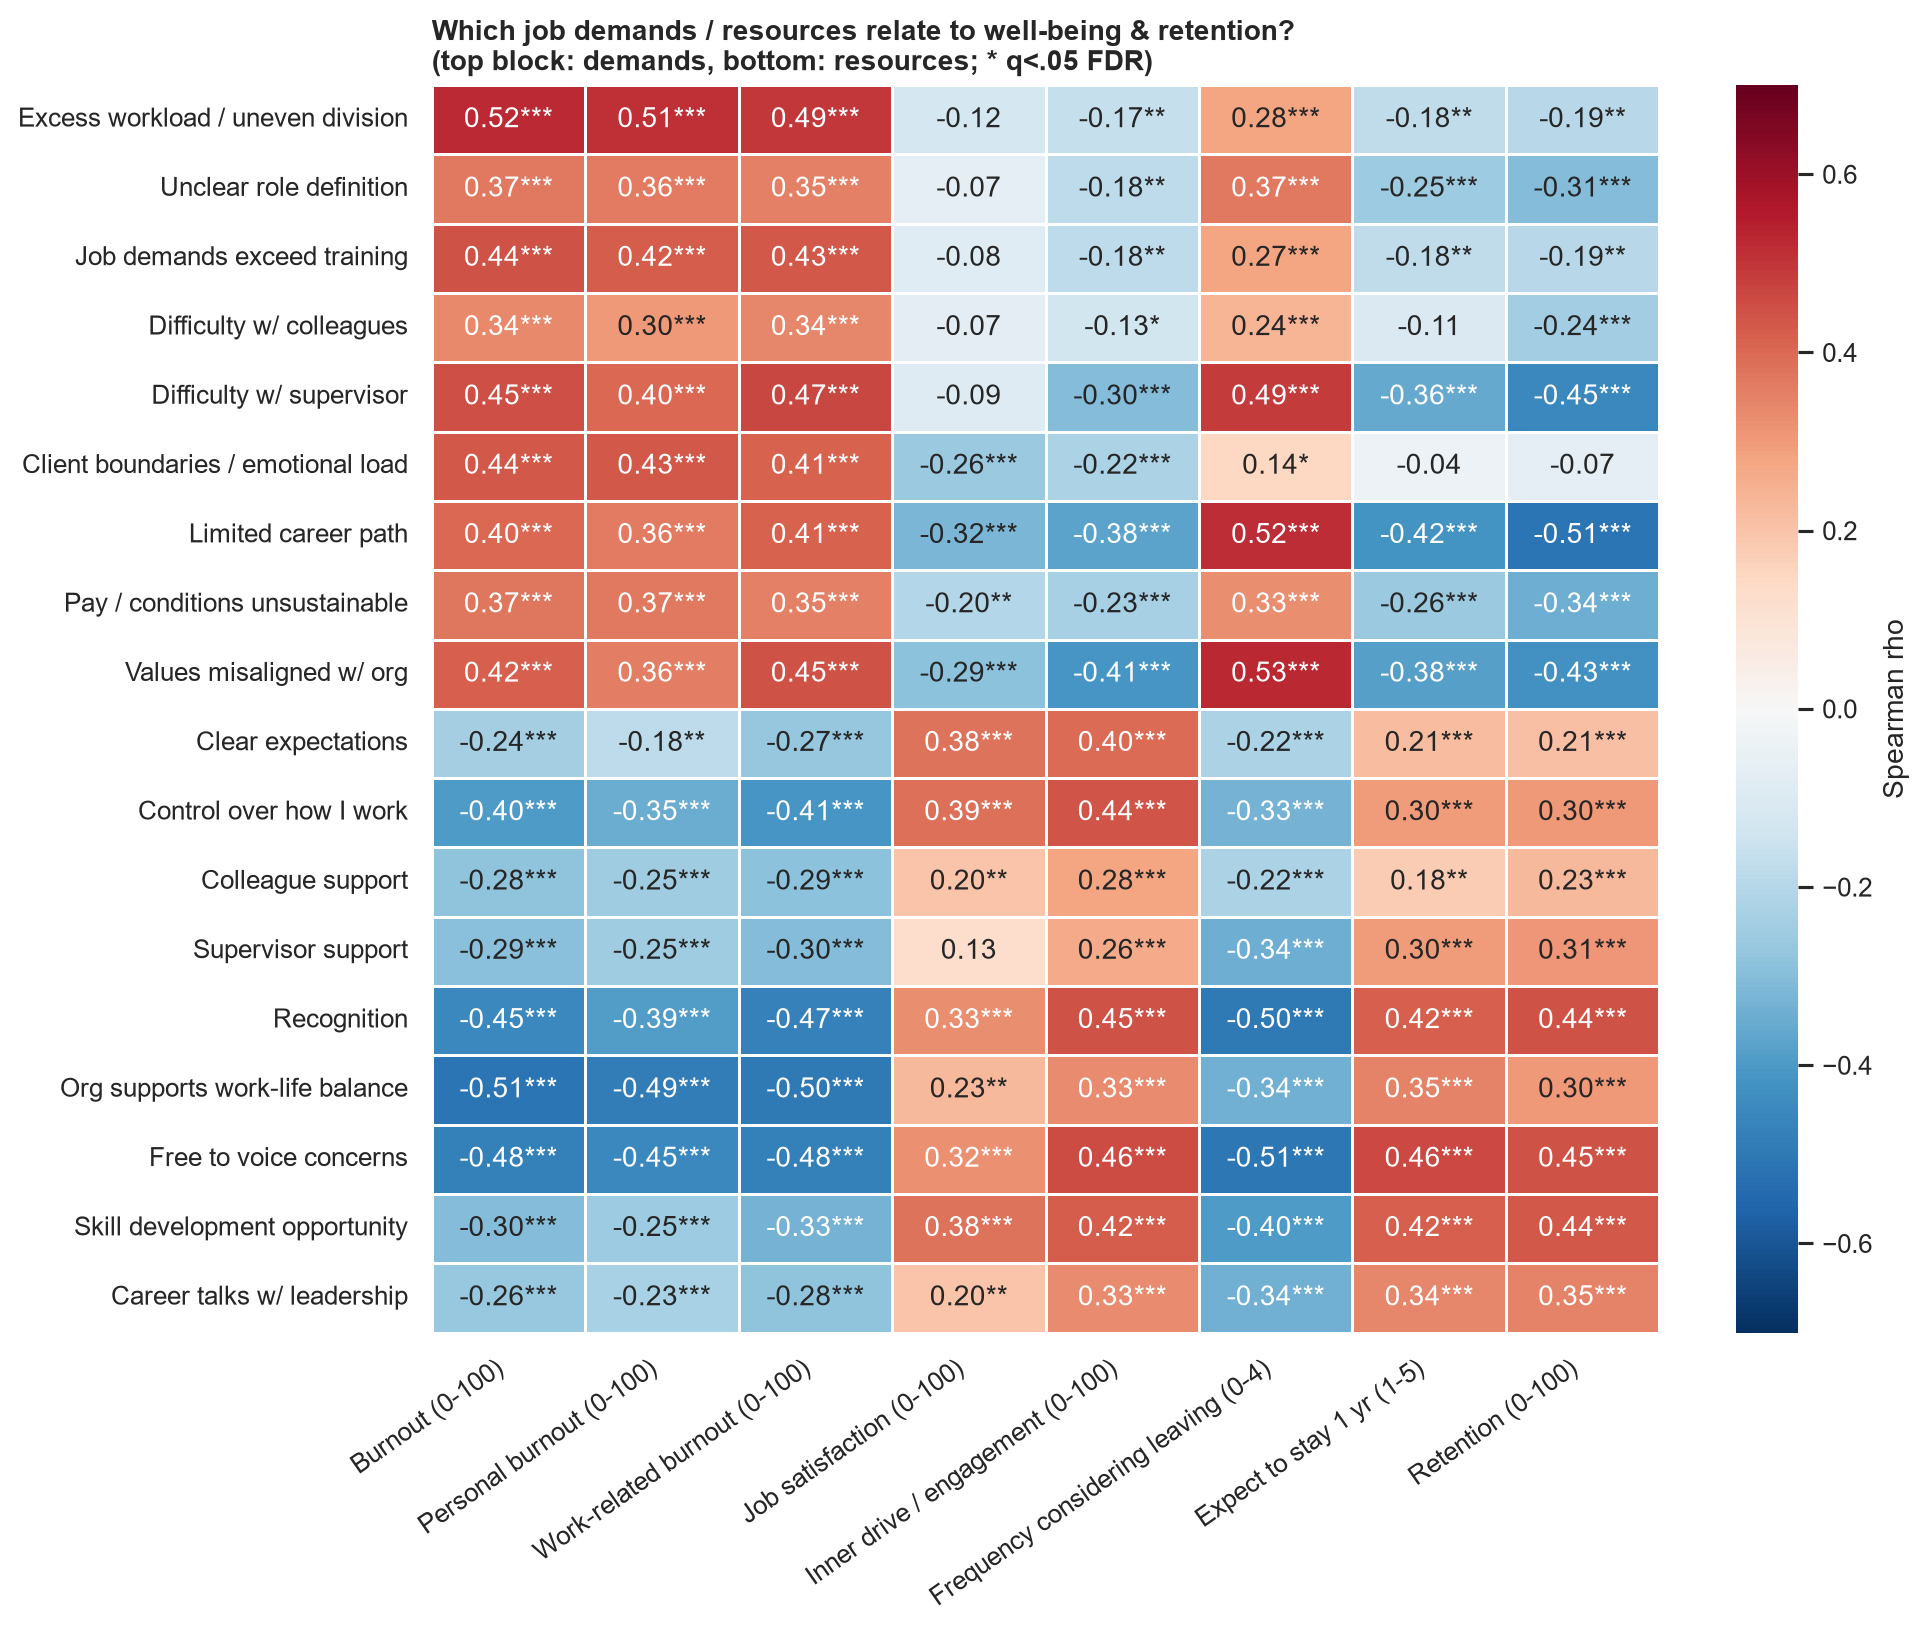 Which job demands / resources relate to well-being & retention?
(top block: demands, bottom: resources; * q<.05 FDR)
Excess workload / uneven division 0.52*** 0.51*** 0.49*** -0.12 -0.17** 0.28*** -0.18** -0.19**
Unclear role definition 0.37*** 0.36*** 0.35*** -0.07 -0.18** 0.37*** -0.25*** -0.31***
Job demands exceed training 0.44*** 0.42*** 0.43*** -0.08 -0.18** 0.27*** -0.18** -0.19**
Difficulty w/ colleagues 0.34*** 0.30*** 0.34*** -0.07 -0.13* 0.24*** -0.11 -0.24***
Difficulty w/ supervisor 0.45*** 0.40*** 0.47*** -0.09 -0.30*** 0.49*** -0.36*** -0.45***
Client boundaries / emotional load 0.44*** 0.43*** 0.41*** -0.26*** -0.22*** 0.14* -0.04 -0.07
Limited career path 0.40*** 0.36*** 0.41*** -0.32*** -0.38*** 0.52*** -0.42*** -0.51***
Pay / conditions unsustainable 0.37*** 0.37*** 0.35*** -0.20** -0.23*** 0.33*** -0.26*** -0.34***
Values misaligned w/ org 0.42*** 0.36*** 0.45*** -0.29*** -0.41*** 0.53*** -0.38*** -0.43***
Clear expectations -0.24*** -0.18** -0.27*** 0.38*** 0.40*** -0.22*** 0.21*** 0.21***
Control over how I work -0.40*** -0.35*** -0.41*** 0.39*** 0.44*** -0.33*** 0.30*** 0.30***
Colleague support -0.28*** -0.25*** -0.29*** 0.20** 0.28*** -0.22*** 0.18** 0.23***
Supervisor support -0.29*** -0.25*** -0.30*** 0.13 0.26*** -0.34*** 0.30*** 0.31***
Recognition -0.45*** -0.39*** -0.47*** 0.33*** 0.45*** -0.50*** 0.42*** 0.44***
Org supports work-life balance -0.51*** -0.49*** -0.50*** 0.23** 0.33*** -0.34*** 0.35*** 0.30***
Free to voice concerns -0.48*** -0.45*** -0.48*** 0.32*** 0.46*** -0.51*** 0.46*** 0.45***
Skill development opportunity -0.30*** -0.25*** -0.33*** 0.38*** 0.42*** -0.40*** 0.42*** 0.44***
Career talks w/ leadership -0.26*** -0.23*** -0.28*** 0.20** 0.33*** -0.34*** 0.34*** 0.35***
Burnout (0-100)
Personal burnout (0-100)
Work-related burnout (0-100)
Job satisfaction (0-100)
Inner drive / engagement (0-100)
Frequency considering leaving (0-4)
Expect to stay 1 yr (1-5)
Retention (0-100)
0.6
0.4
0.2
0.0
−0.2
−0.4
−0.6
Spearman rho